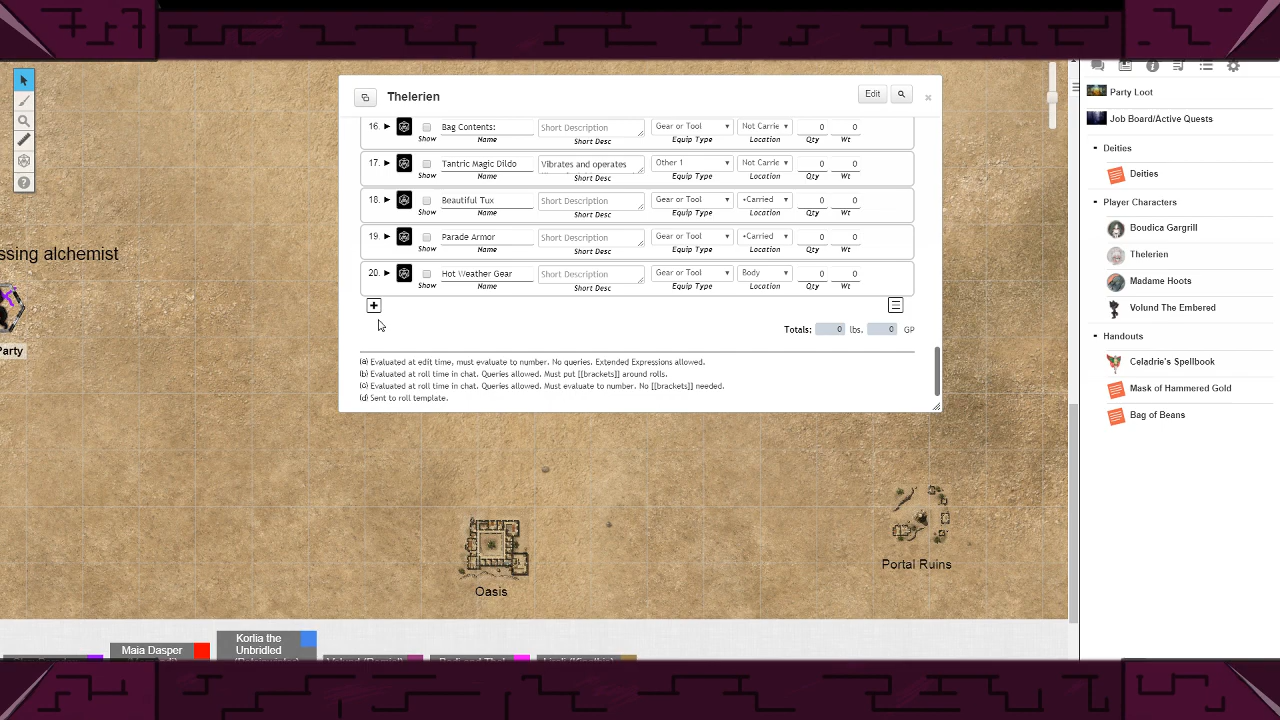 Thelerien
Edit
16. Bag Contents: Short Description Gear or Tool Not Carrie 0 0
Show Name Short Desc Equip Type Location Qty Wt
17. Tantric Magic Dildo Vibrates and operates Other 1 Not Carrie 0 0
Show Name Short Desc Equip Type Location Qty Wt
18. Beautiful Tux Short Description Gear or Tool •Carried 0 0
Show Name Short Desc Equip Type Location Qty Wt
19. Parade Armor Short Description Gear or Tool •Carried 0 0
Show Name Short Desc Equip Type Location Qty Wt
20. Hot Weather Gear Short Description Gear or Tool Body 0 0
Show Name Short Desc Equip Type Location Qty Wt
Totals: 0 lbs. 0 GP
(a) Evaluated at edit time, must evaluate to number. No queries. Extended Expressions allowed.
(b) Evaluated at roll time in chat. Queries allowed. Must put [[brackets]] around rolls.
(c) Evaluated at roll time in chat. Queries allowed. Must evaluate to number. No [[brackets]] needed.
(d) Sent to roll template.
ssing alchemist
Party
Oasis
Portal Ruins
Maia Dasper
Korlia the
Unbridled
Party Loot
Job Board/Active Quests
Deities
Deities
Player Characters
Boudica Gargrill
Thelerien
Madame Hoots
Volund The Embered
Handouts
Celadrie's Spellbook
Mask of Hammered Gold
Bag of Beans